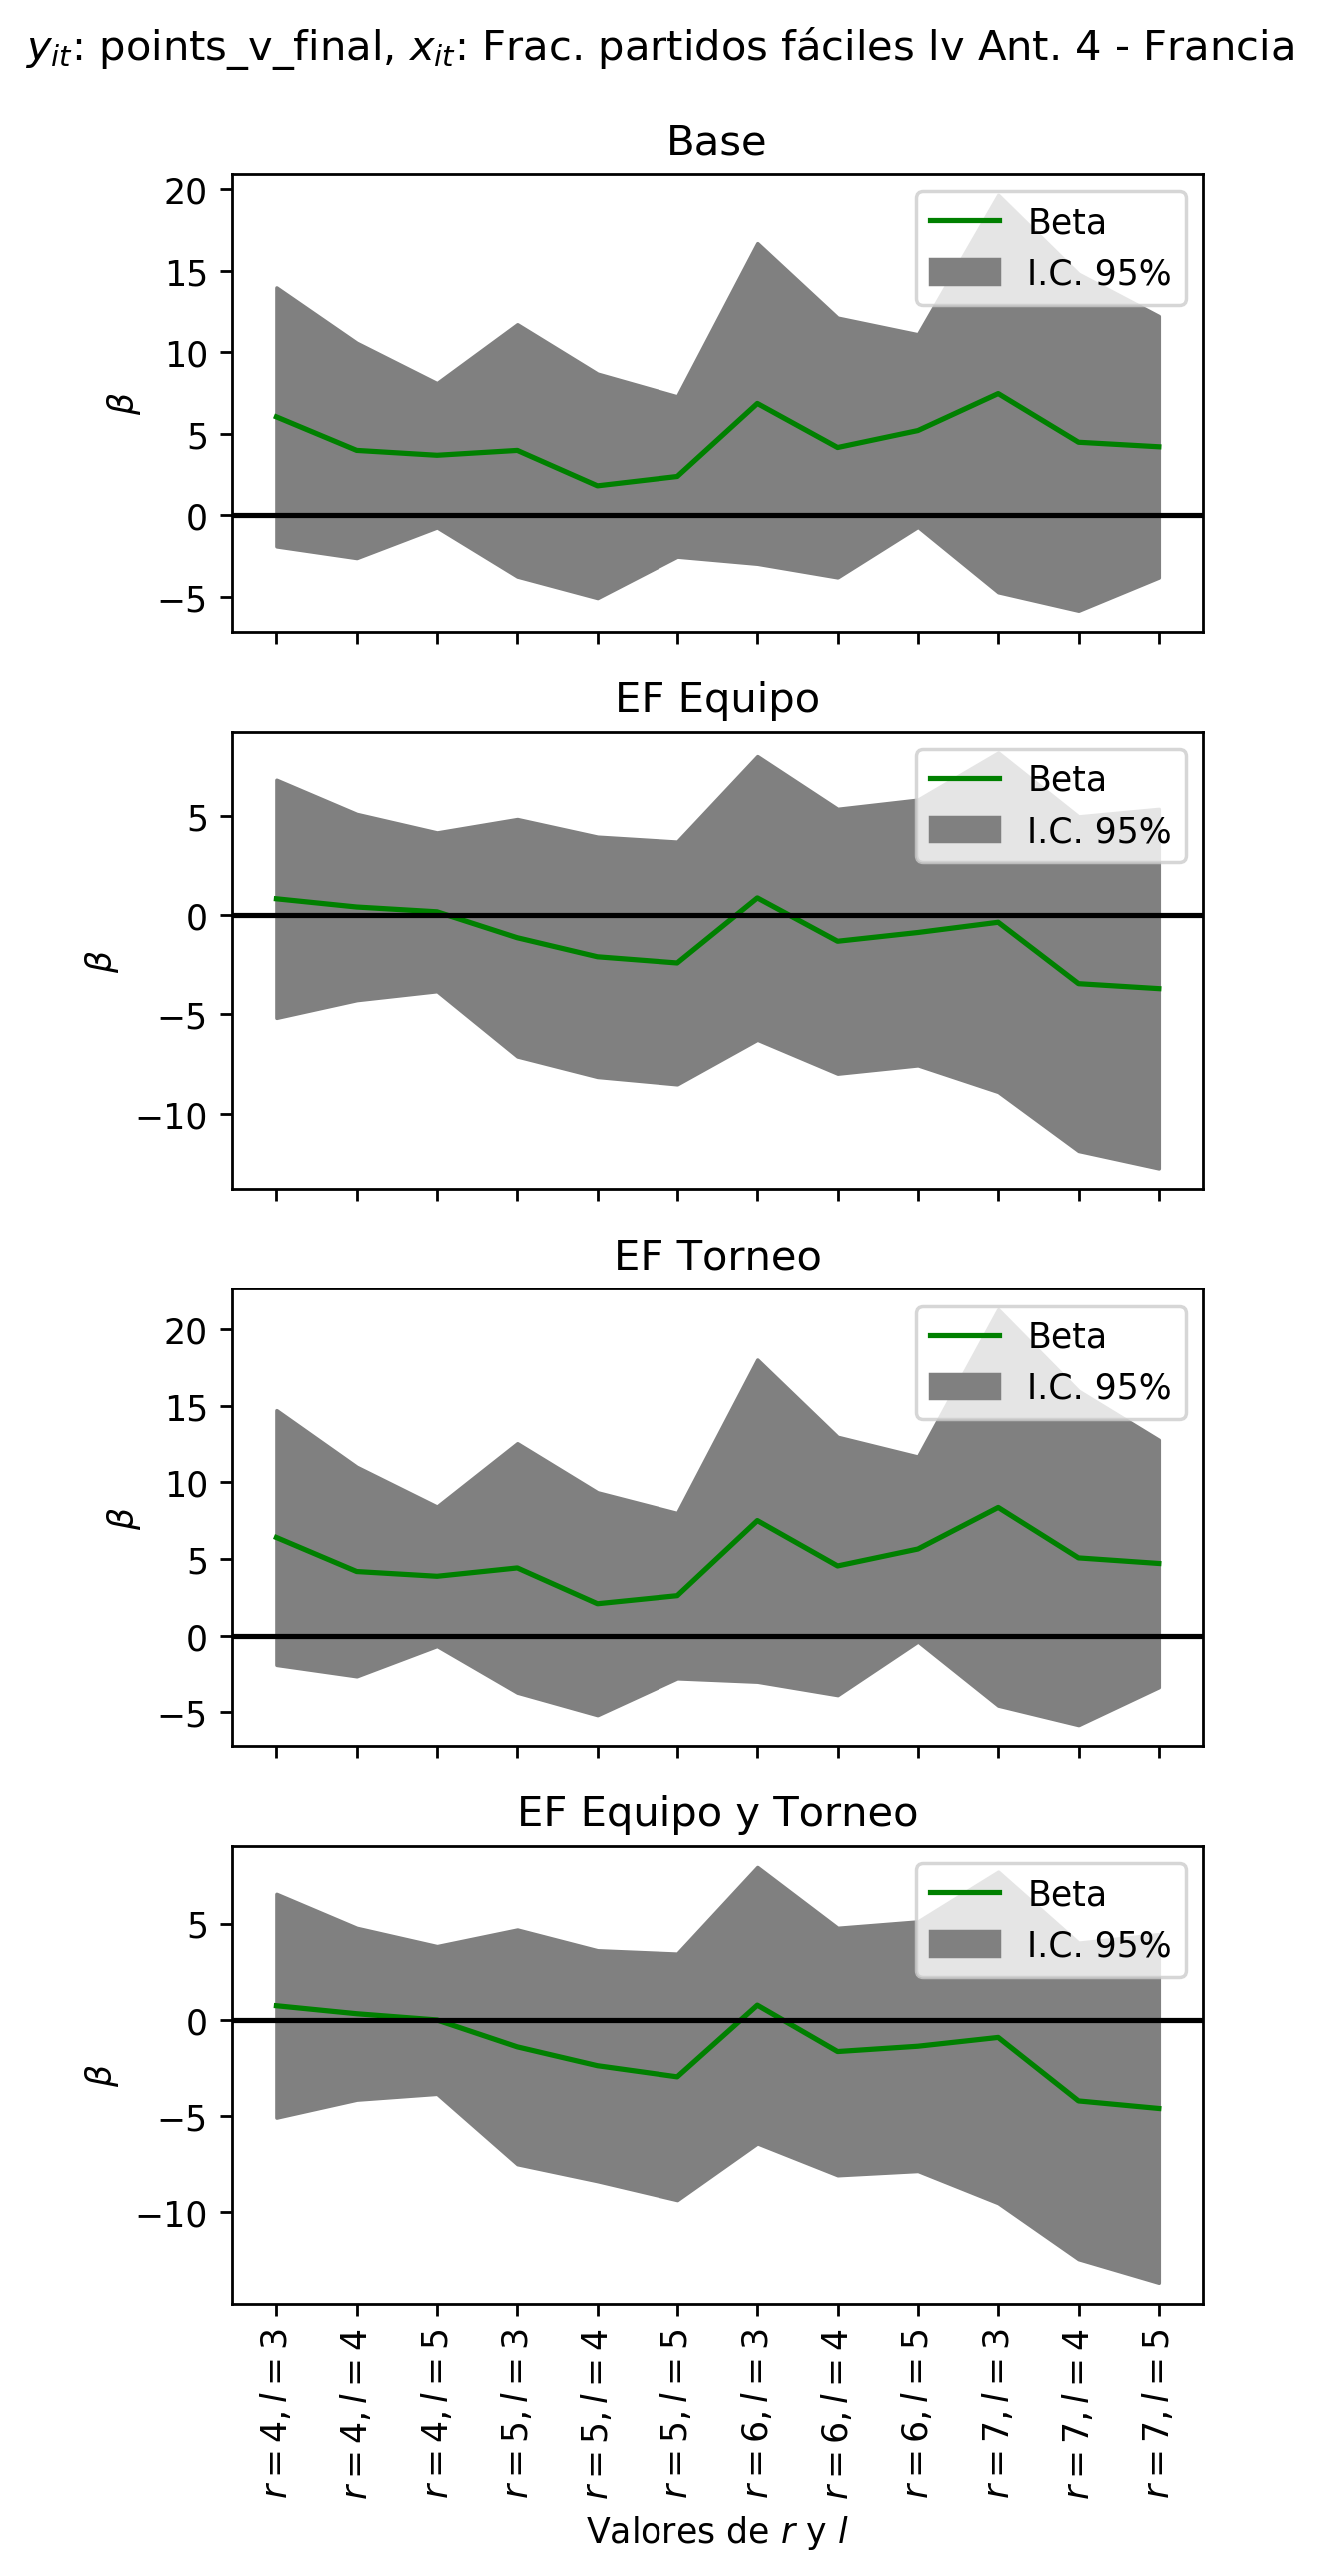 y_it: points_v_final, x_it: Frac. partidos fáciles lv Ant. 4 - Francia
Base
20
15
10
5
0
−5
β
Beta
I.C. 95%
EF Equipo
5
0
−5
−10
β
Beta
I.C. 95%
EF Torneo
20
15
10
5
0
−5
β
Beta
I.C. 95%
EF Equipo y Torneo
5
0
−5
−10
β
Beta
I.C. 95%
r = 4, l = 3
r = 4, l = 4
r = 4, l = 5
r = 5, l = 3
r = 5, l = 4
r = 5, l = 5
r = 6, l = 3
r = 6, l = 4
r = 6, l = 5
r = 7, l = 3
r = 7, l = 4
r = 7, l = 5
Valores de r y l